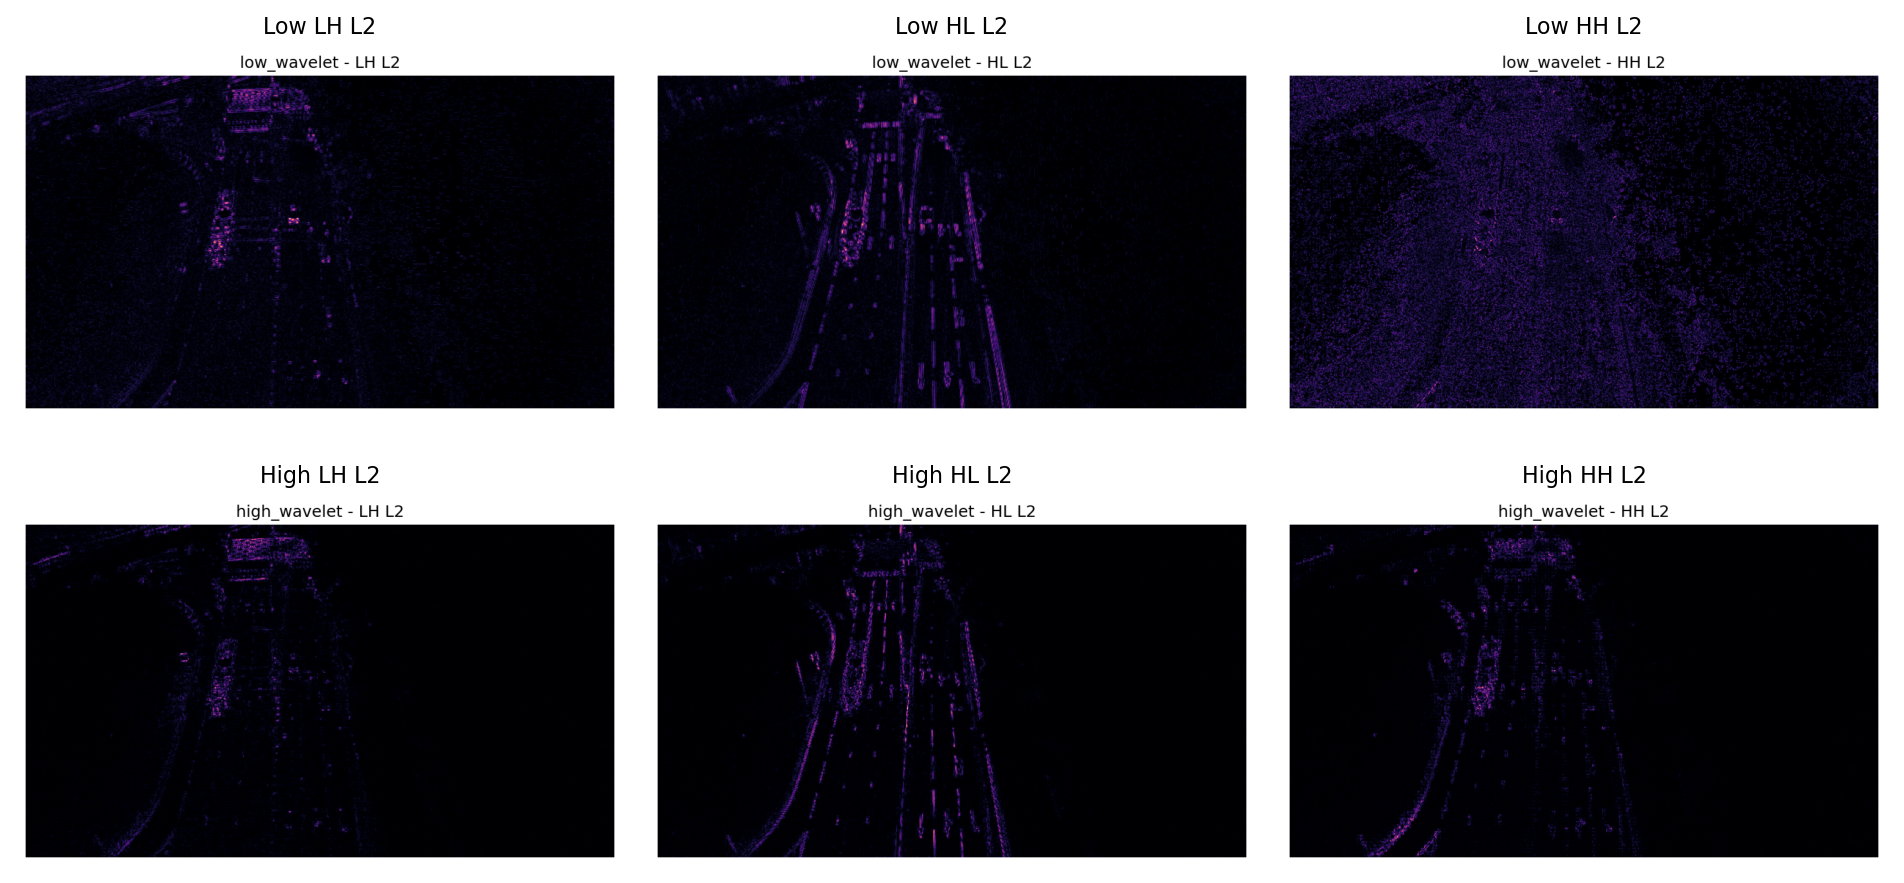 Low LH L2
Low HL L2
Low HH L2
low_wavelet - LH L2
low_wavelet - HL L2
low_wavelet - HH L2
High LH L2
High HL L2
High HH L2
high_wavelet - LH L2
high_wavelet - HL L2
high_wavelet - HH L2